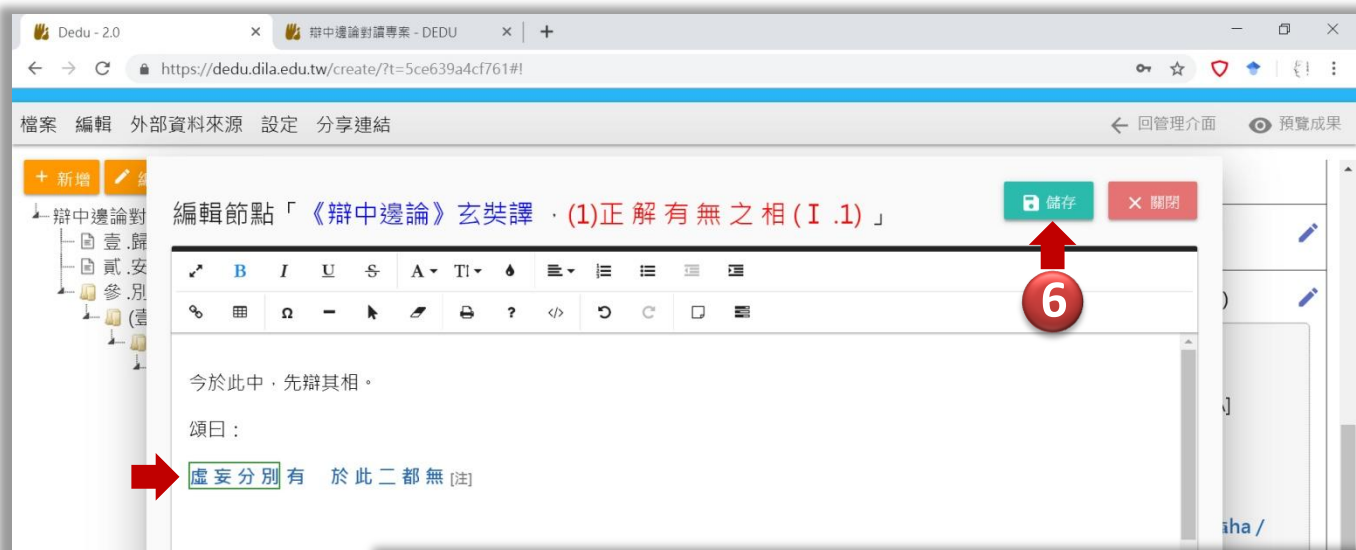 Dedu - 2.0
辯中邊論對讀專案 - DEDU
https://dedu.dila.edu.tw/create/?t=5ce639a4cf761#!
檔案 編輯 外部資料來源 設定 分享連結
回管理介面 預覽成果
+ 新增
編輯節點「《辯中邊論》玄奘譯 ‧(1)正解有無之相(Ⅰ.1)」
儲存
關閉
辯中邊論對
壹.歸
貳.安
參.別
(壹
B I U S A TI
Ω ? </>
6
今於此中，先辯其相。
頌曰：
虛妄分別有 於此二都無 [注]
āha /